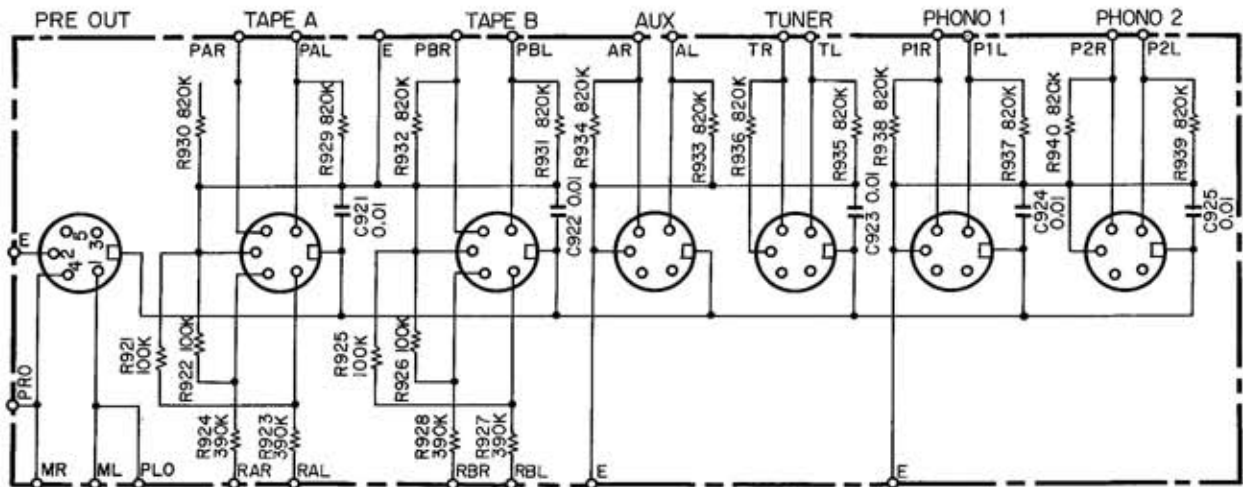 PRE OUT TAPE A TAPE B AUX TUNER PHONO 1 PHONO 2
PAR PAL E PBR PBL AR AL TR TL P1R P1L P2R P2L
R930 820K
R929 820K
R932 820K
R931 820K
R934 820K
R933 820K
R936 820K
R935 820K
R938 820K
R937 820K
R940 820K
R939 820K
C921
0.01
C922 0.01
C923 0.01
C924
0.01
C925
0.01
E
5
2
3
4
1
R921
100K
R922 100K
R925
100K
R926 100K
PRO
R924
390K
R923
390K
R928
390K
R927
390K
MR ML PLO RAR RAL RBR RBL E E